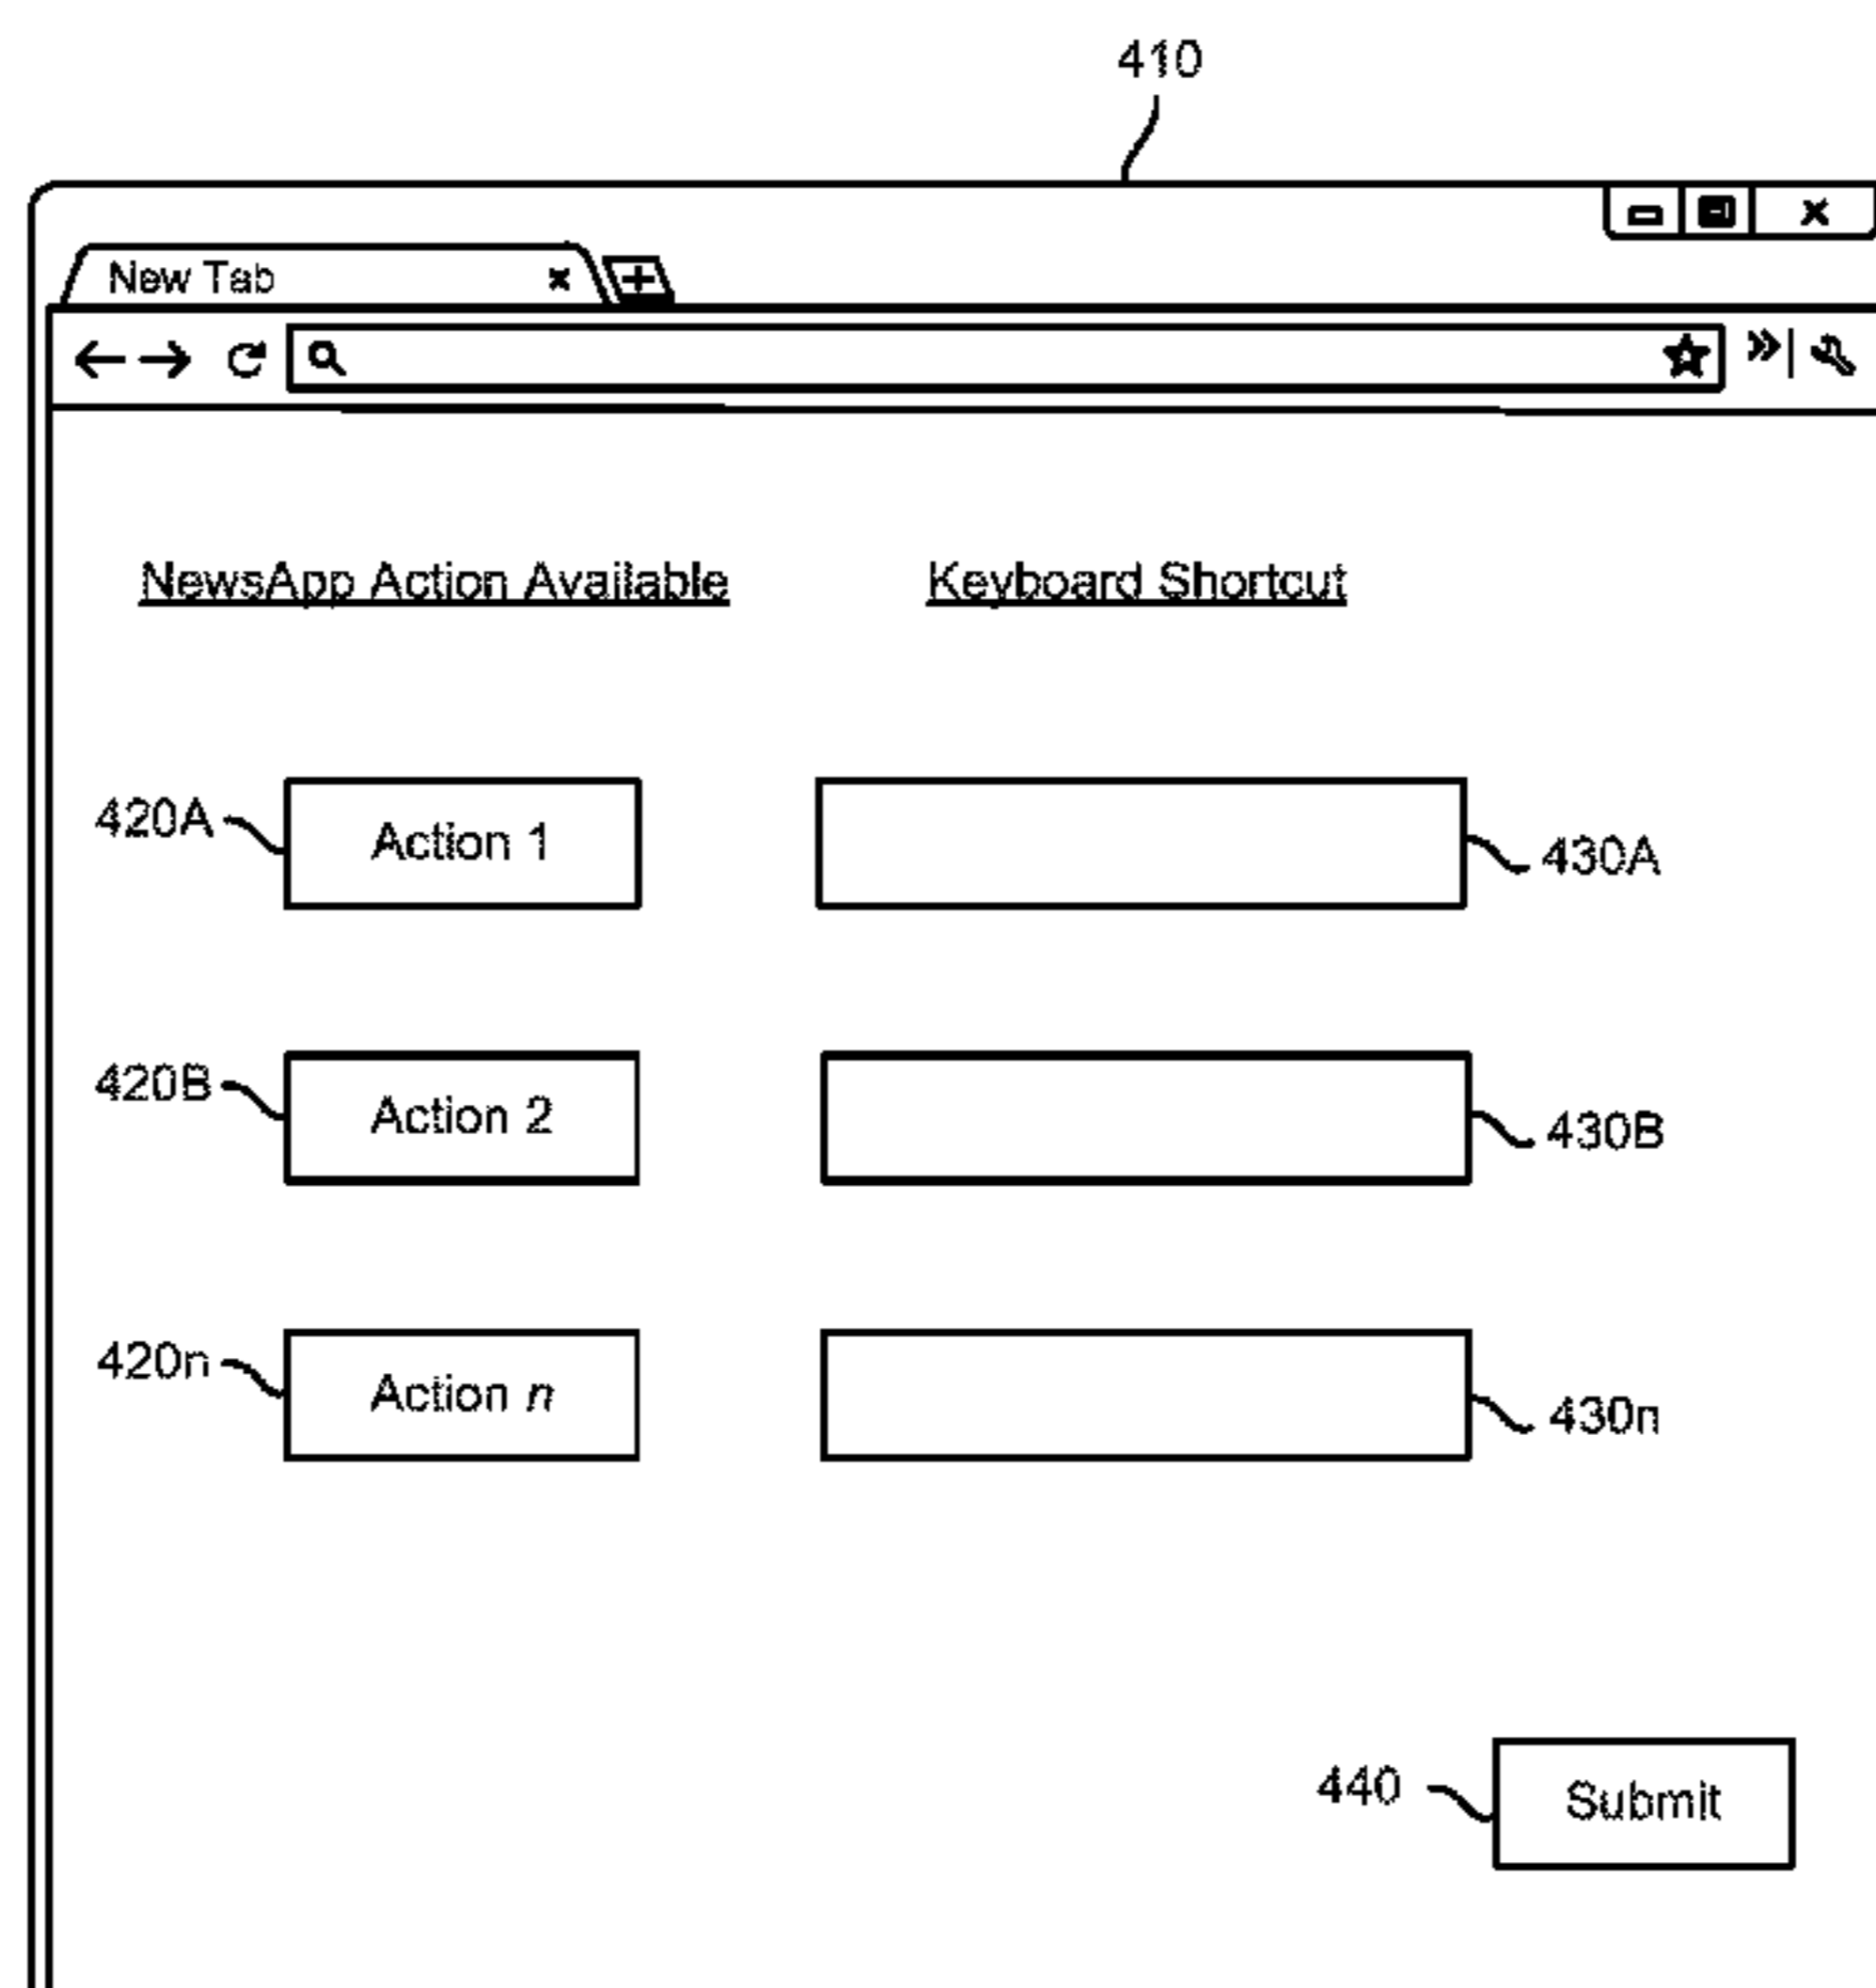 410
New Tab
NewsApp Action Available Keyboard Shortcut
420A Action 1 430A
420B Action 2 430B
420n Action n 430n
440 Submit